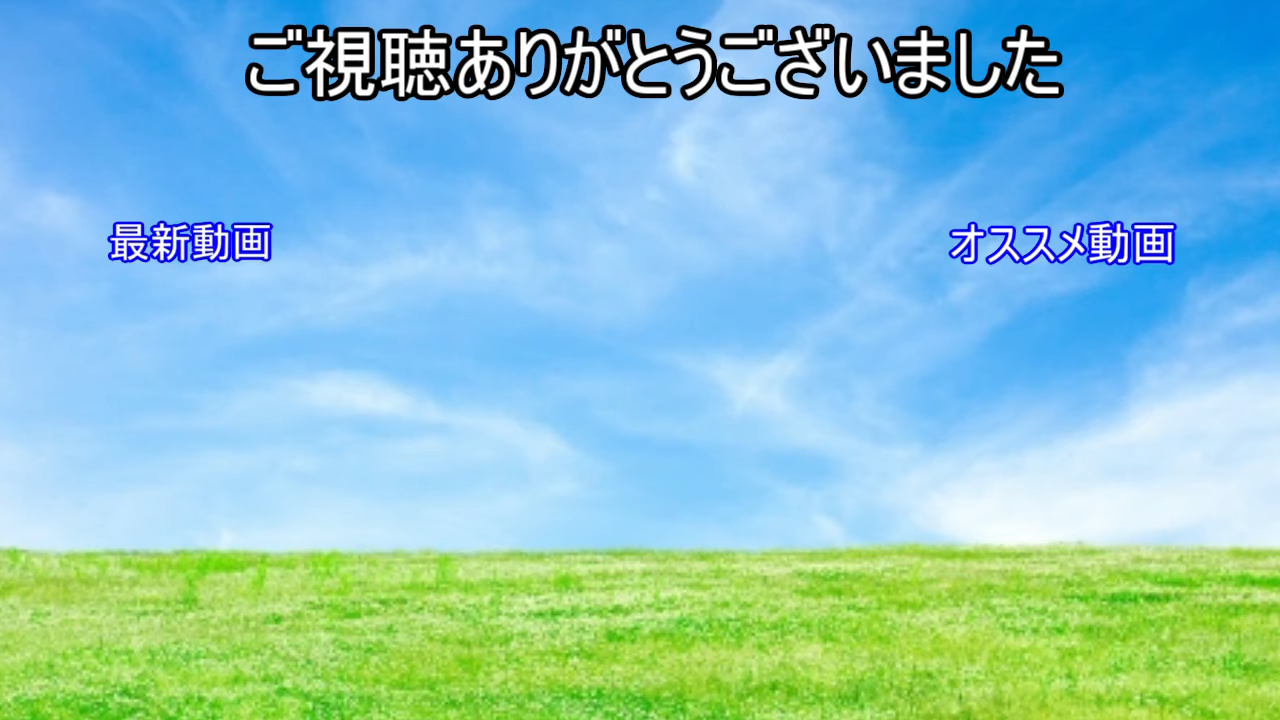 ご視聴ありがとうございました
最新動画
オススメ動画